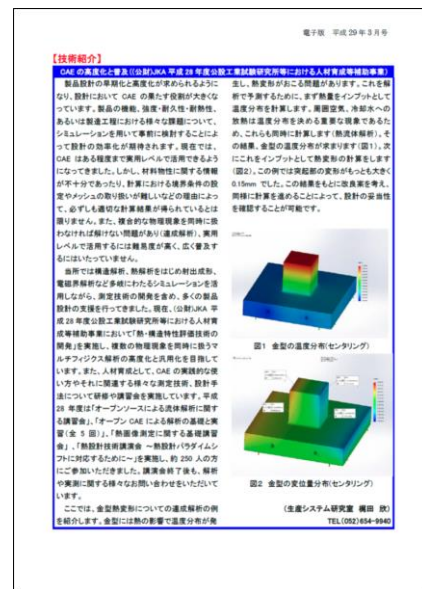 電子版 平成29年3月号
【技術紹介】
CAE の高度化と普及((公財)JKA 平成 28 年度公設工業試験研究所等における人材育成等補助事業)
製品設計の早期化と高度化が求められるように
なり、設計において CAE の果たす役割が大きくな
っています。製品の機能、強度・耐久性・耐熱性、
あるいは製造工程における様々な課題について、
シミュレーションを用いて事前に検討することによ
って設計の効率化が期待されます。現在では、
CAE はある程度まで実用レベルで活用できるよう
になってきました。しかし、材料物性に関する情報
が不十分であったり、計算における境界条件の設
定やメッシュの取り扱いが難しいなどの理由によっ
て、必ずしも適切な計算結果が得られているとは
限りません。また、複合的な物理現象を同時に扱
わなければ解けない問題があり(連成解析)、実用
レベルで活用するには難易度が高く、広く普及す
るにはいたっていません。
当所では構造解析、熱解析をはじめ射出成形、
電磁界解析など多岐にわたるシミュレーションを活
用しながら、測定技術の開発を含め、多くの製品
設計の支援を行ってきました。現在、(公財)JKA 平
成 28 年度公設工業試験研究所等における人材育
成等補助事業において「熱・構造特性評価技術の
開発」を実施し、複数の物理現象を同時に扱うマ
ルチフィジクス解析の高度化と汎用化を目指して
います。また、人材育成として、CAE の実践的な使
い方やそれに関連する様々な測定技術、設計手
法について研修や講習会を実施しています。平成
28 年度は「オープンソースによる流体解析に関す
る講習会」、「オープン CAE による解析の基礎と実
習(全 5 回)」、「熱画像測定に関する基礎講習
会」、「熱設計技術講演会 ～熱設計パラダイムシ
フトに対応するために～」を実施し、約 250 人の方
にご参加いただきました。講演会終了後も、解析
や実測に関する様々なお問い合わせをいただいて
います。
ここでは、金型熱変形についての連成解析の例
を紹介します。金型には熱の影響で温度分布が発
生し、熱変形がおこる問題があります。これを解
析で予測するために、まず熱量をインプットとして
温度分布を計算します。周囲空気、冷却水への
放熱は温度分布を決める重要な現象であるた
め、これらも同時に計算します(熱流体解析)。そ
の結果、金型の温度分布が求まります(図1)。次
にこれをインプットとして熱変形の計算をします
(図2)。この例では突起部の変形がもっとも大きく
0.15mm でした。この結果をもとに改良案を考え、
同様に計算を進めることによって、設計の妥当性
を確認することが可能です。
図1 金型の温度分布(センタリング)
図2 金型の変位量分布(センタリング)
(生産システム研究室 梶田 欣)
TEL(052)654-9940